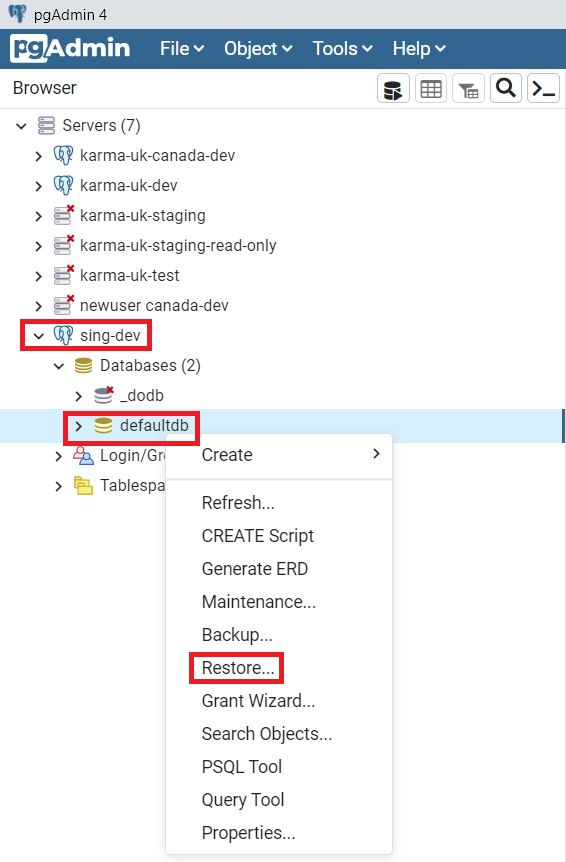 pgAdmin 4
pgAdmin File Object Tools Help
Browser
Servers (7)
karma-uk-canada-dev
karma-uk-dev
karma-uk-staging
karma-uk-staging-read-only
karma-uk-test
newuser canada-dev
sing-dev
Databases (2)
_dodb
defaultdb
Login/Gro
Tablespa
Create
Refresh...
CREATE Script
Generate ERD
Maintenance...
Backup...
Restore...
Grant Wizard...
Search Objects...
PSQL Tool
Query Tool
Properties...